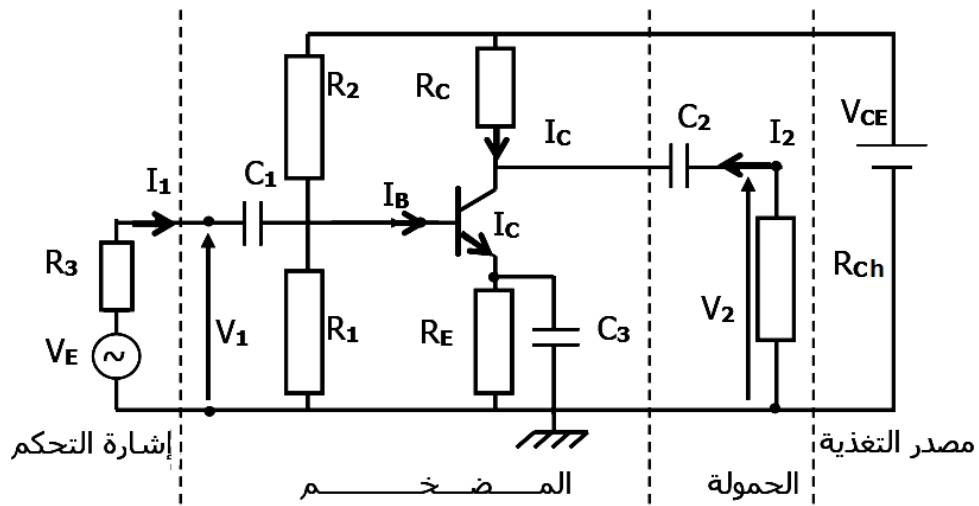 R2
RC
VCE
IC
C2
I2
I1
C1
IB
IC
R3
V1
R1
RE
C3
V2
RCh
VE
~
إشارة التحكم
المـــضـــخـــــم
الحمولة
مصدر التغذية